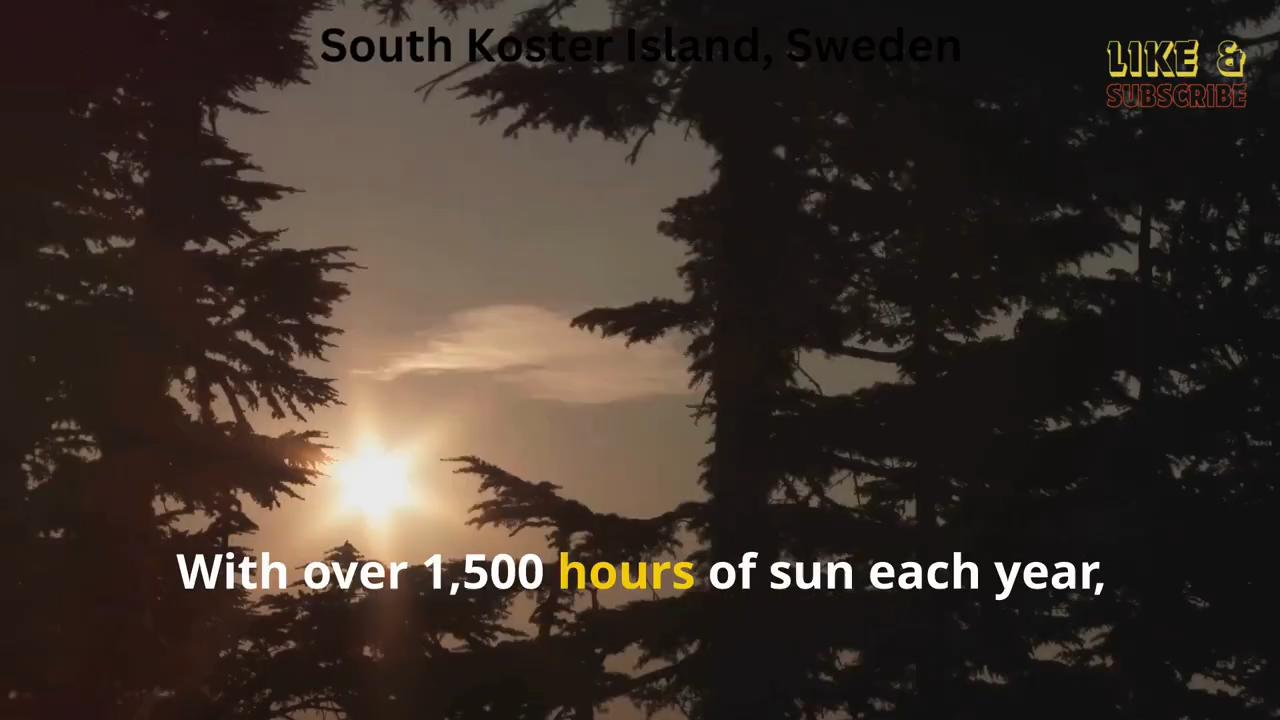 South Koster Island, Sweden
LIKE &
SUBSCRIBE
With over 1,500 hours of sun each year,